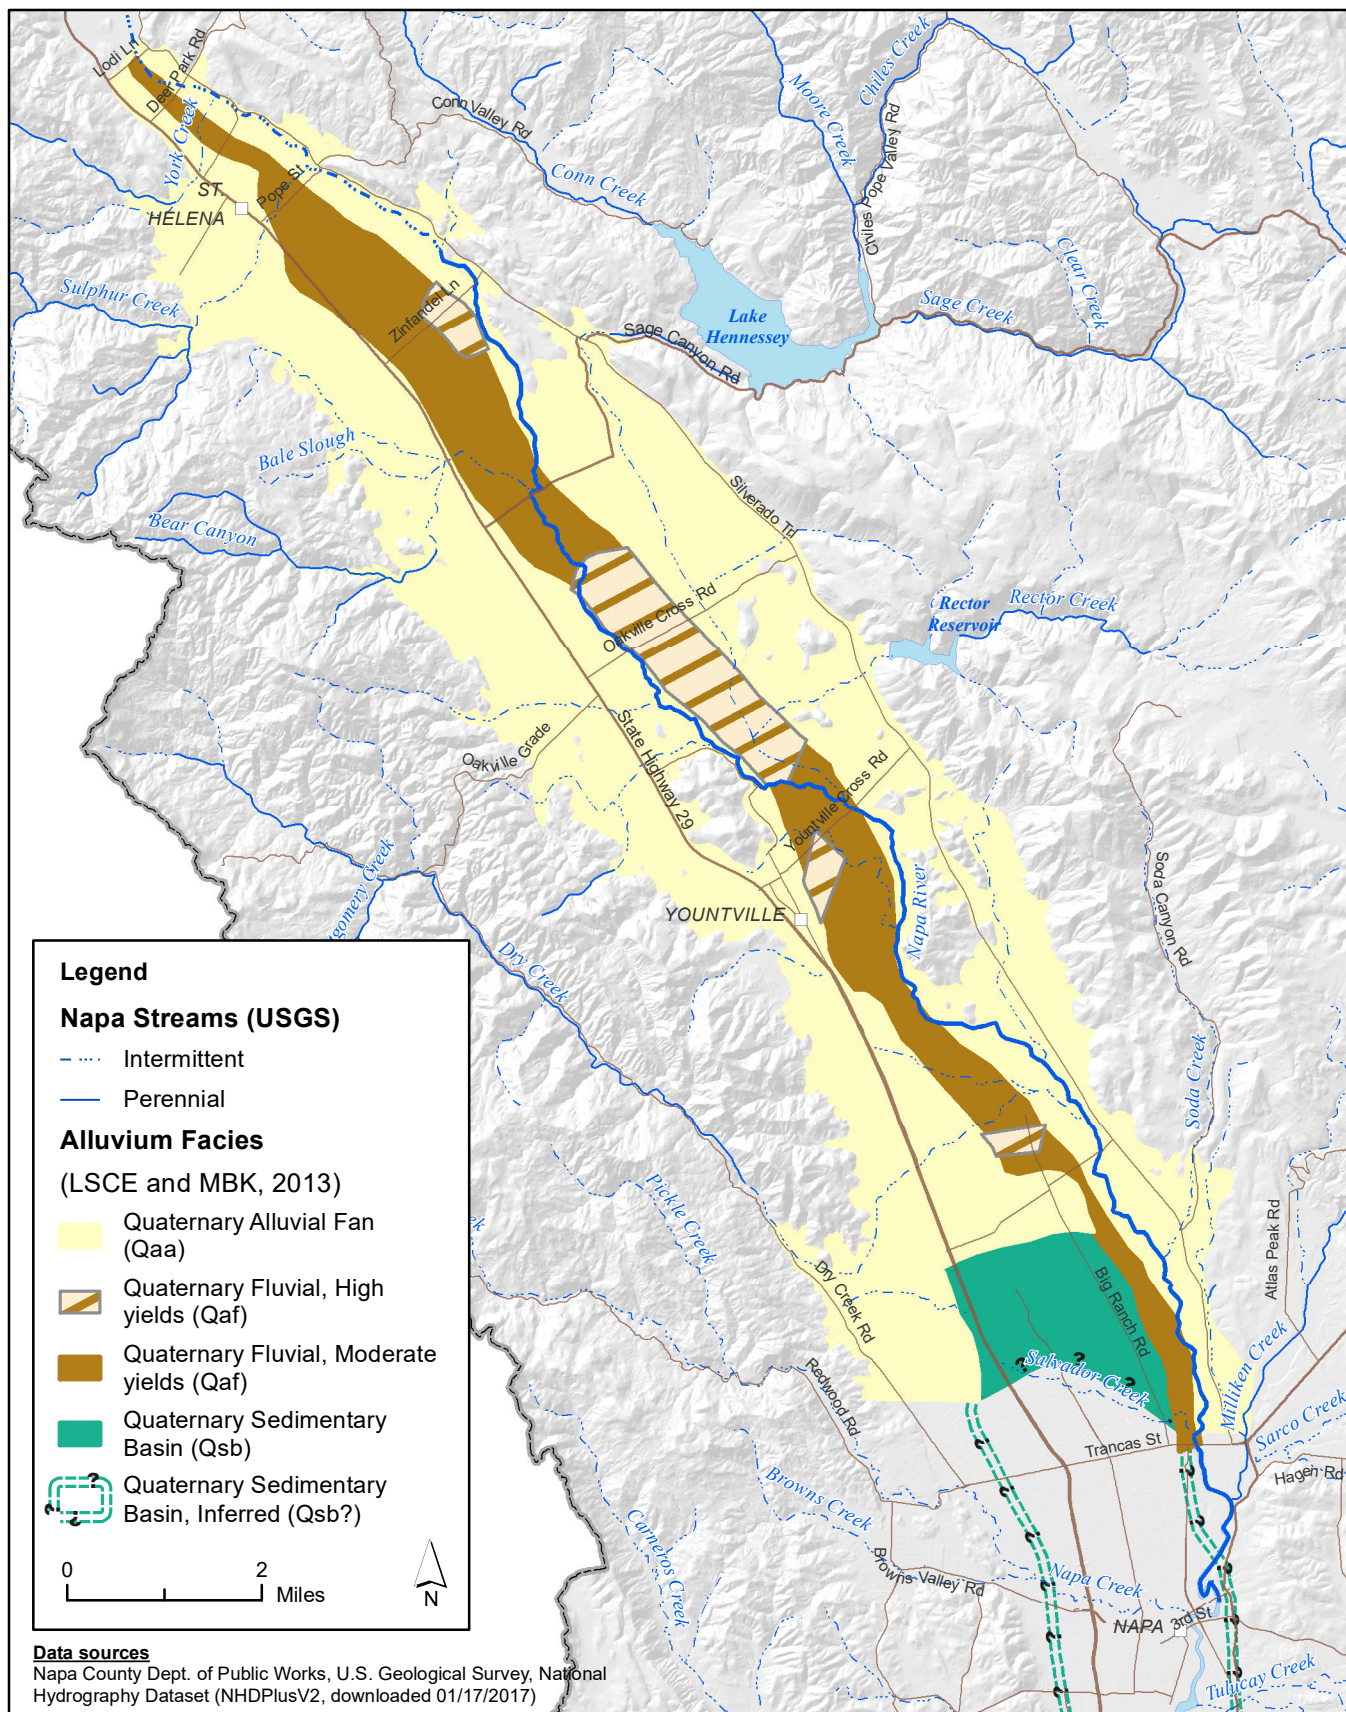 Lodi Ln
Deer Park Rd
York Creek
ST.
HELENA
Pope St
Conn Valley Rd
Conn Creek
Moore Creek
Chiles Creek
Chiles Pope Valley Rd
Clear Creek
Sage Creek
Lake
Hennessey
Sage Canyon Rd
Sulphur Creek
Zinfandel Ln
Bale Slough
Bear Canyon
Silverado Trl
Oakville Cross Rd
Rector
Reservoir
Rector Creek
State Highway 29
Oakville Grade
Yountville Cross Rd
YOUNTVILLE
Napa River
Soda Canyon Rd
Soda Creek
tgomery Creek
Dry Creek
Pickle Creek
ek
Dry Creek Rd
Redwood Rd
Big Ranch Rd
Salvador Creek
Atlas Peak Rd
Milliken Creek
Sarco Creek
Trancas St
Hagen Rd
Browns Creek
Carneros Creek
Browns Valley Rd
Napa Creek
NAPA
3rd St
Tulucay Creek
? ? ?
? ? ? ? ? ?
? ? ? ? ?
Legend
Napa Streams (USGS)
Intermittent
Perennial
Alluvium Facies
(LSCE and MBK, 2013)
Quaternary Alluvial Fan
(Qaa)
Quaternary Fluvial, High
yields (Qaf)
Quaternary Fluvial, Moderate
yields (Qaf)
Quaternary Sedimentary
Basin (Qsb)
? ? ?
Quaternary Sedimentary
Basin, Inferred (Qsb?)
0 2
Miles
N
Data sources
Napa County Dept. of Public Works, U.S. Geological Survey, National
Hydrography Dataset (NHDPlusV2, downloaded 01/17/2017)